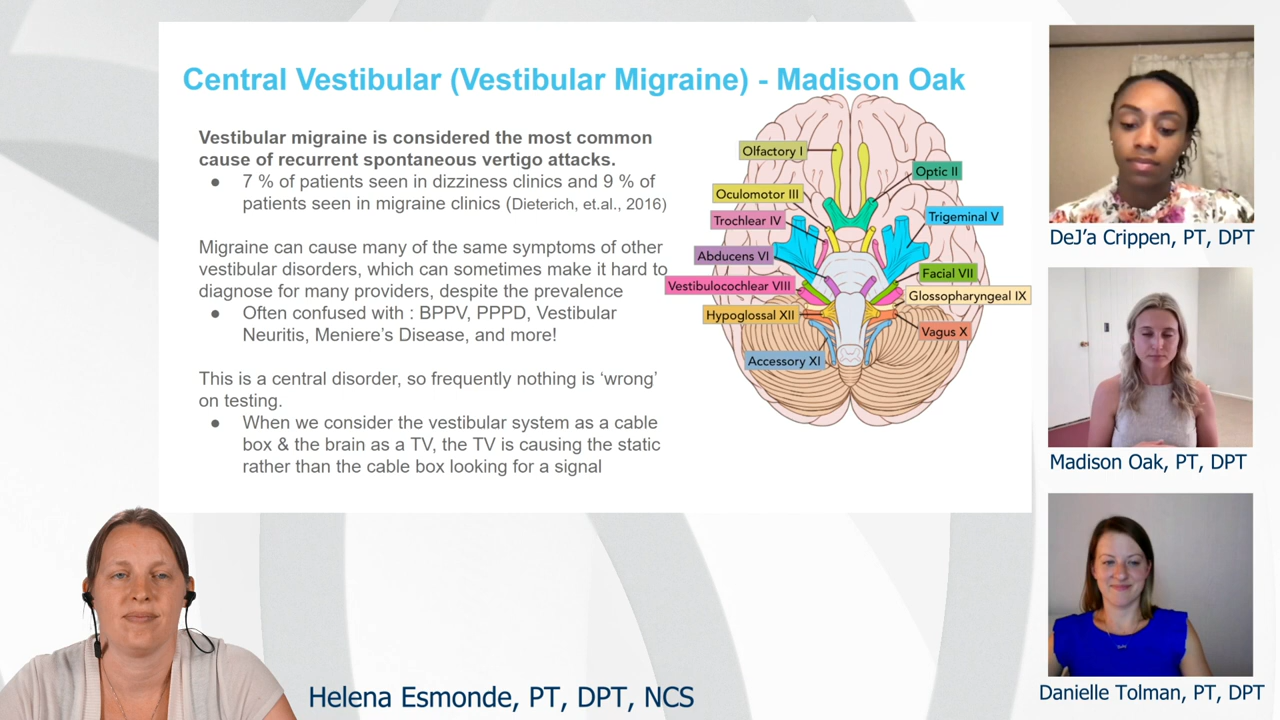 Central Vestibular (Vestibular Migraine) - Madison Oak
Vestibular migraine is considered the most common
cause of recurrent spontaneous vertigo attacks.
● 7 % of patients seen in dizziness clinics and 9 % of
patients seen in migraine clinics (Dieterich, et.al., 2016)
Migraine can cause many of the same symptoms of other
vestibular disorders, which can sometimes make it hard to
diagnose for many providers, despite the prevalence
● Often confused with : BPPV, PPPD, Vestibular
Neuritis, Meniere's Disease, and more!
This is a central disorder, so frequently nothing is ‘wrong’
on testing.
● When we consider the vestibular system as a cable
box & the brain as a TV, the TV is causing the static
rather than the cable box looking for a signal
Olfactory I
Optic II
Oculomotor III
Trochlear IV
Trigeminal V
Abducens VI
Facial VII
Vestibulocochlear VIII
Glossopharyngeal IX
Hypoglossal XII
Vagus X
Accessory XI
DeJ’a Crippen, PT, DPT
Madison Oak, PT, DPT
Danielle Tolman, PT, DPT
Helena Esmonde, PT, DPT, NCS